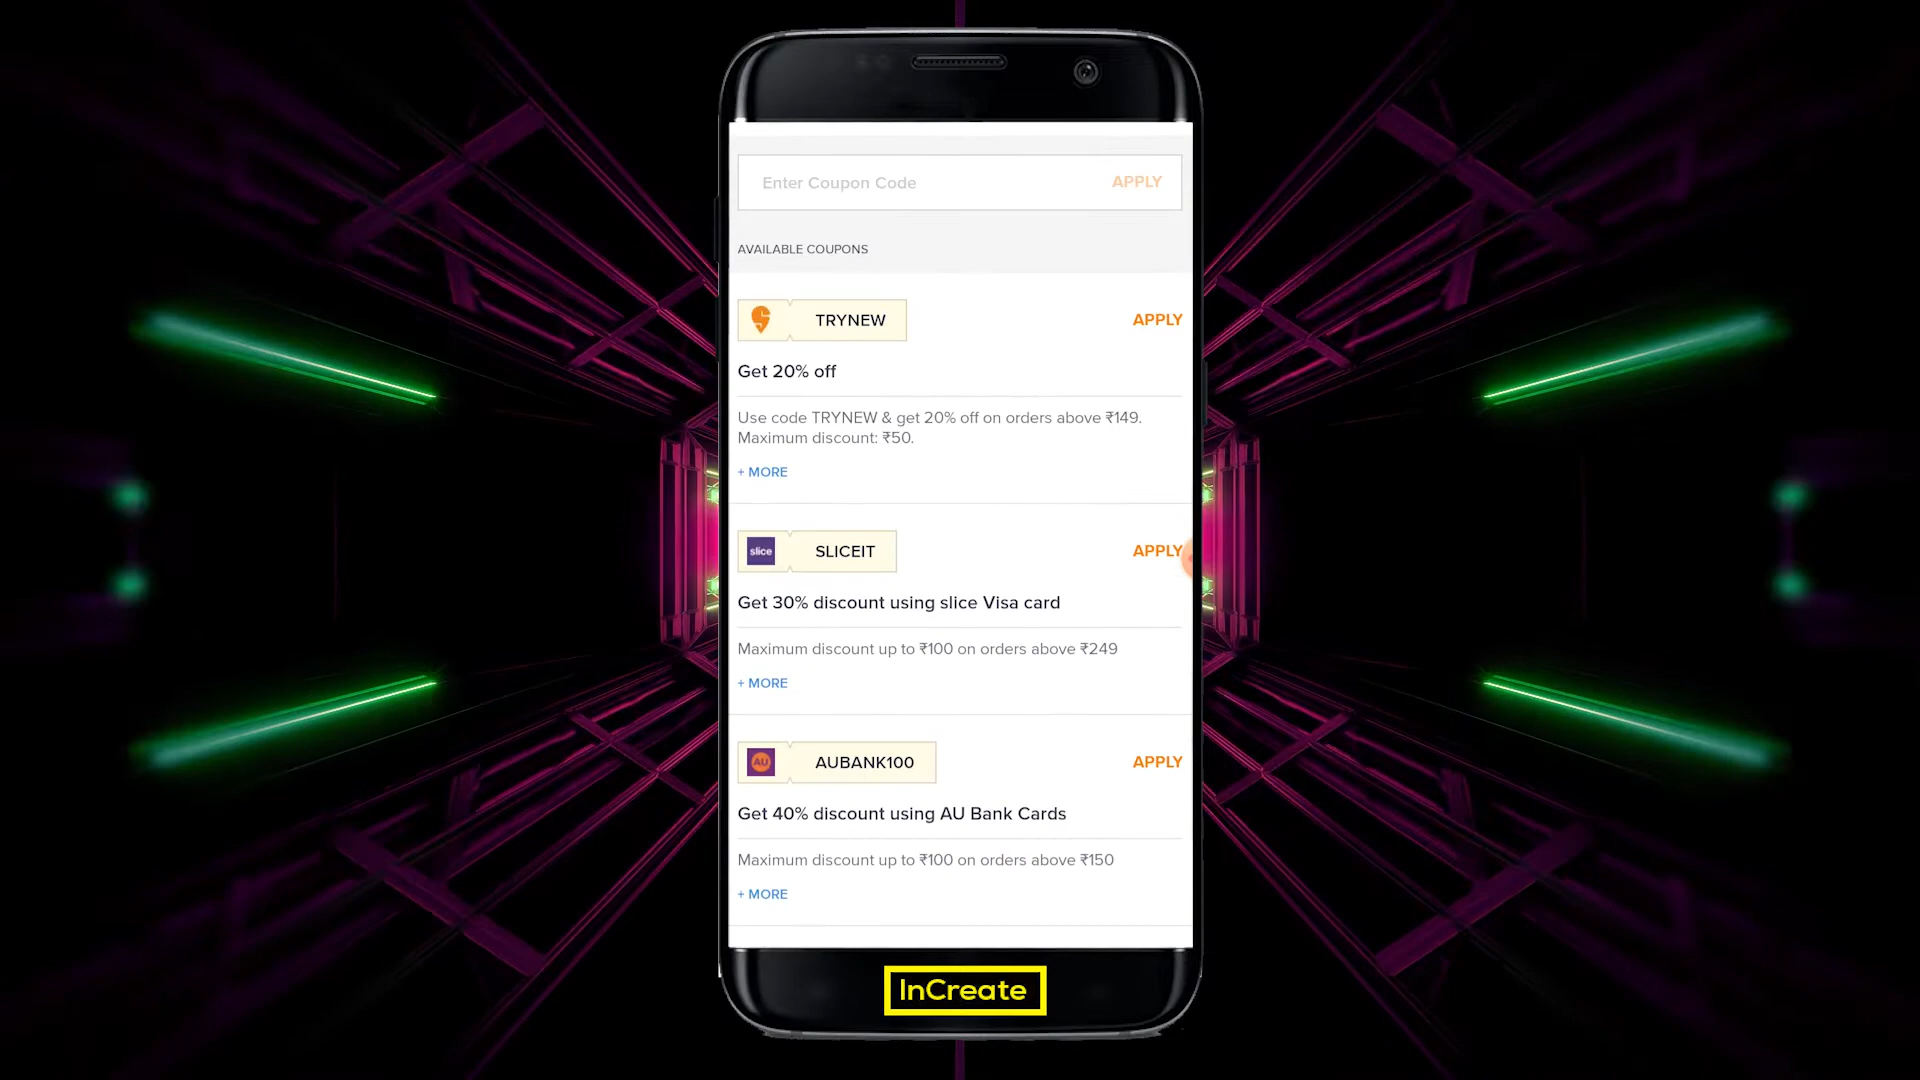 Enter Coupon Code APPLY
AVAILABLE COUPONS
TRYNEW APPLY
Get 20% off
Use code TRYNEW & get 20% off on orders above ₹149.
Maximum discount: ₹50.
+ MORE
slice SLICEIT APPLY
Get 30% discount using slice Visa card
Maximum discount up to ₹100 on orders above ₹249
+ MORE
AU AUBANK100 APPLY
Get 40% discount using AU Bank Cards
Maximum discount up to ₹100 on orders above ₹150
+ MORE
InCreate